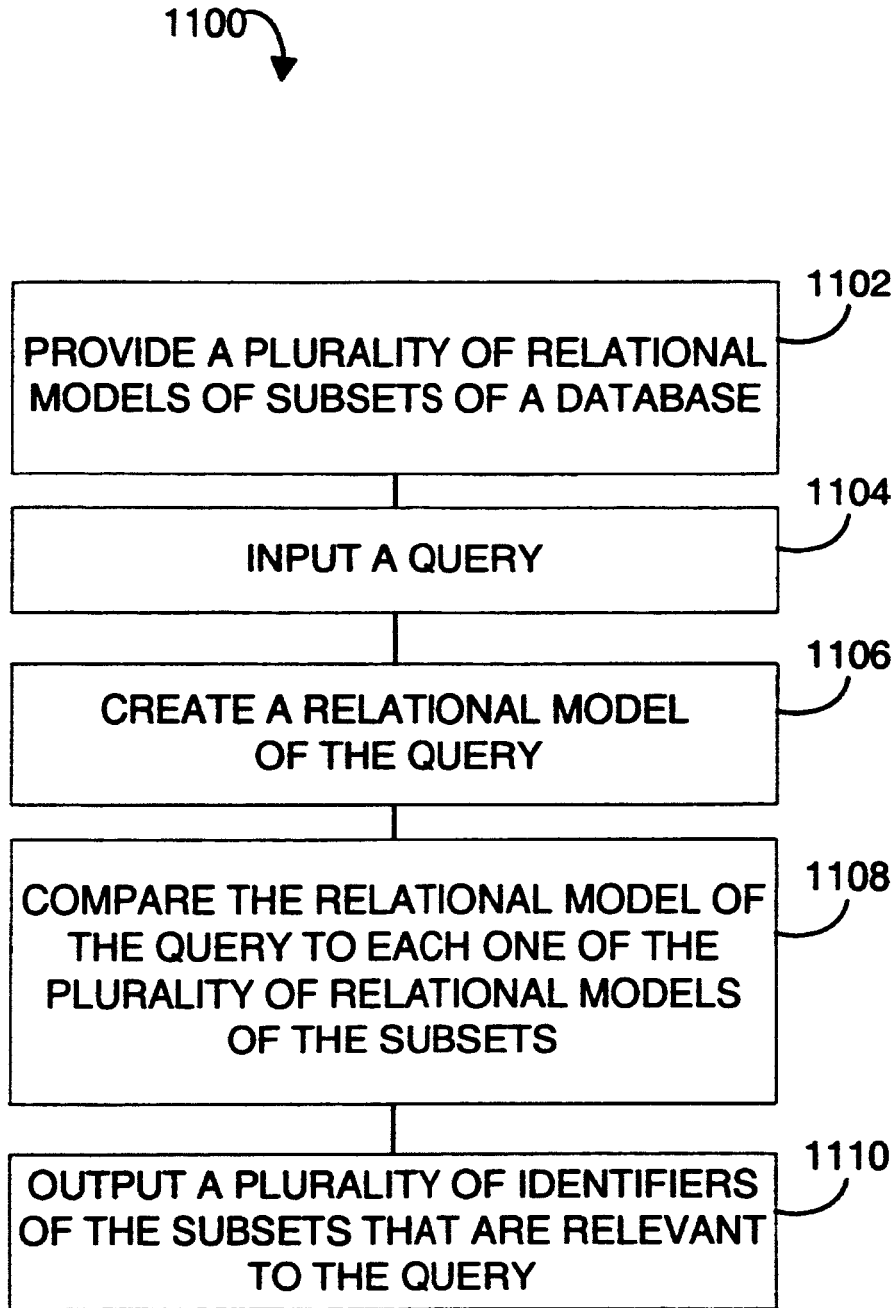 1100
1102
PROVIDE A PLURALITY OF RELATIONAL
MODELS OF SUBSETS OF A DATABASE
1104
INPUT A QUERY
1106
CREATE A RELATIONAL MODEL
OF THE QUERY
1108
COMPARE THE RELATIONAL MODEL OF
THE QUERY TO EACH ONE OF THE
PLURALITY OF RELATIONAL MODELS
OF THE SUBSETS
1110
OUTPUT A PLURALITY OF IDENTIFIERS
OF THE SUBSETS THAT ARE RELEVANT
TO THE QUERY